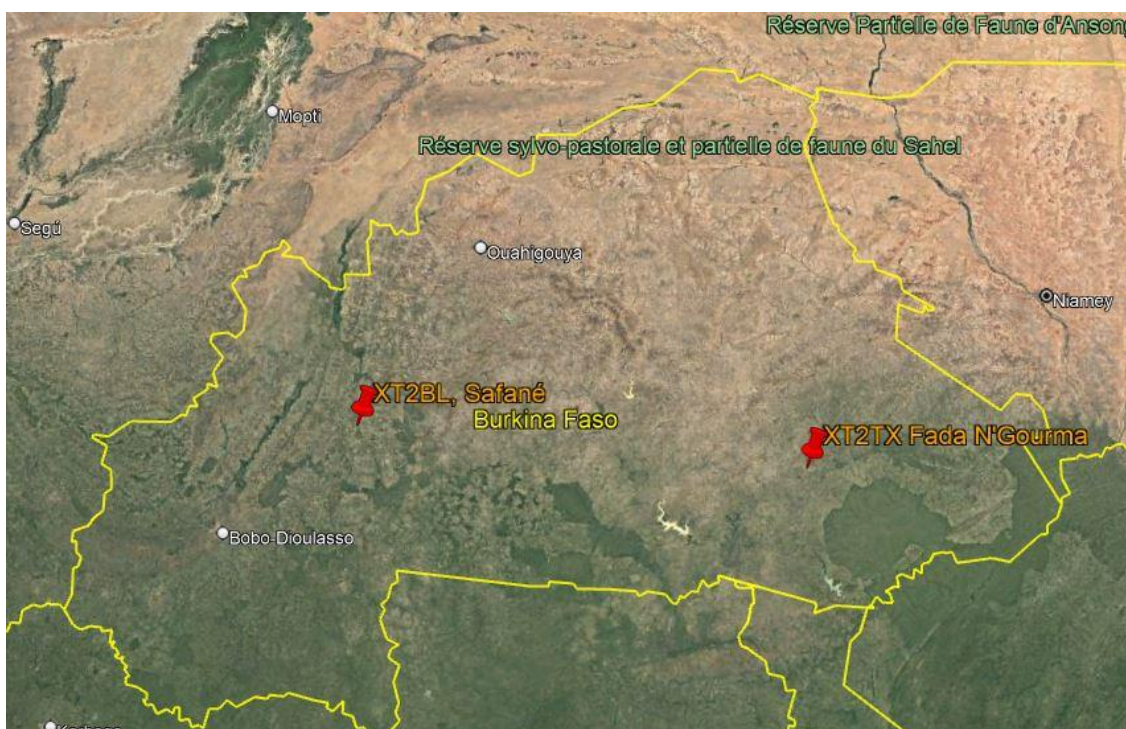 Réserve Partielle de Faune d'Ansong
Mopti
Réserve sylvo-pastorale et partielle de faune du Sahel
Segú
Ouahigouya
Niamey
XT2BL, Safané
Burkina Faso
XT2TX Fada N'Gourma
Bobo-Dioulasso